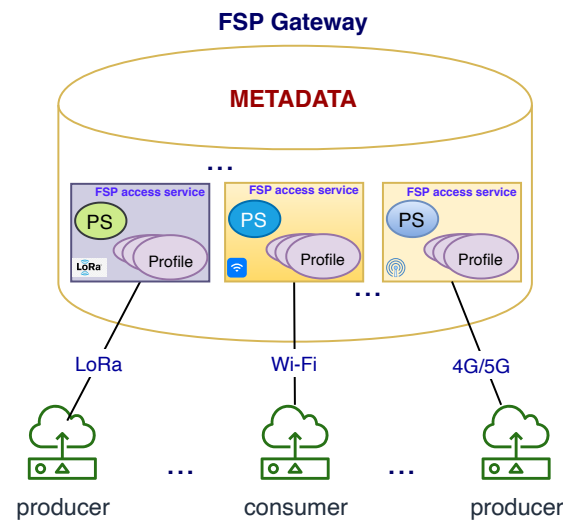 FSP Gateway
METADATA
...
FSP access service
PS
LoRa
Profile
FSP access service
PS
Profile
FSP access service
PS
Profile
...
LoRa
Wi-Fi
4G/5G
...
...
producer
consumer
producer